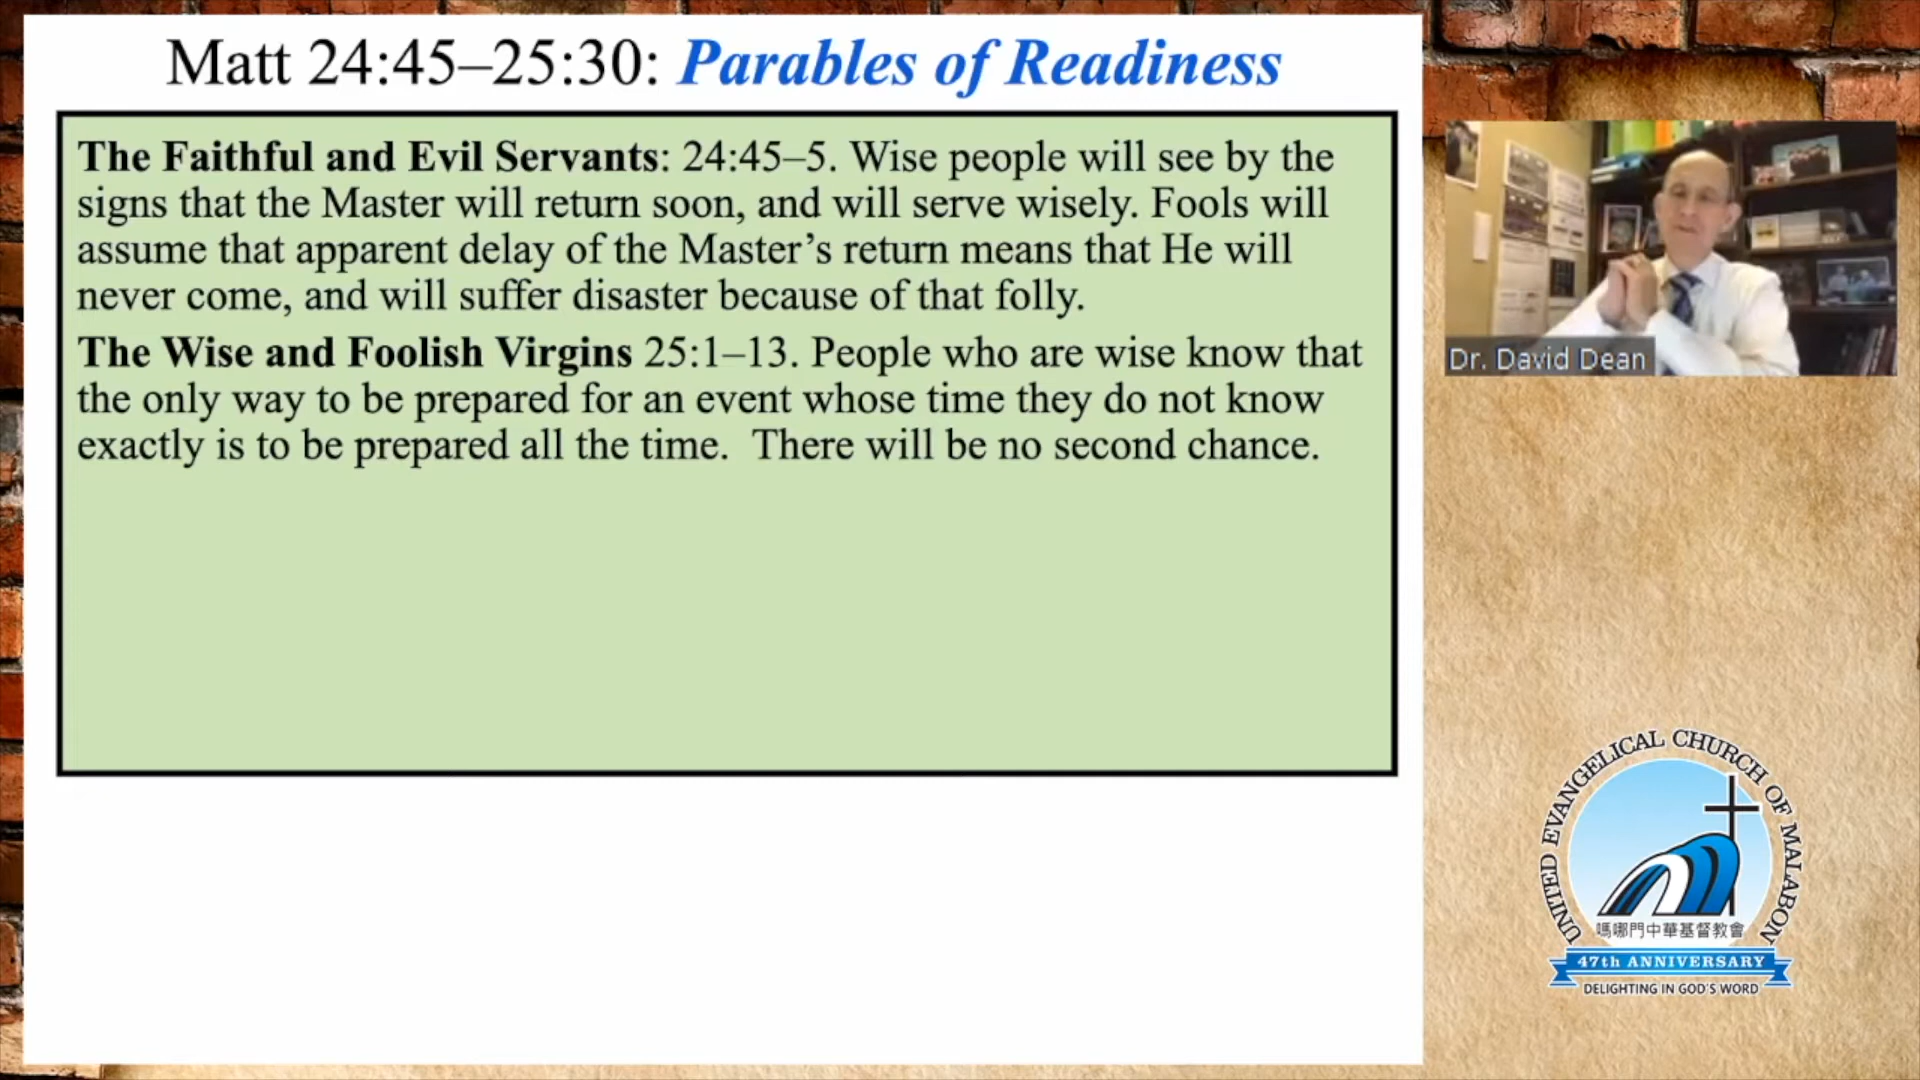 Matt 24:45–25:30: Parables of Readiness
The Faithful and Evil Servants: 24:45–5. Wise people will see by the
signs that the Master will return soon, and will serve wisely. Fools will
assume that apparent delay of the Master’s return means that He will
never come, and will suffer disaster because of that folly.
The Wise and Foolish Virgins 25:1–13. People who are wise know that
the only way to be prepared for an event whose time they do not know
exactly is to be prepared all the time.  There will be no second chance.
Dr. David Dean
UNITED EVANGELICAL CHURCH OF MALABON
嗎哪門中華基督教會
47th ANNIVERSARY
DELIGHTING IN GOD'S WORD